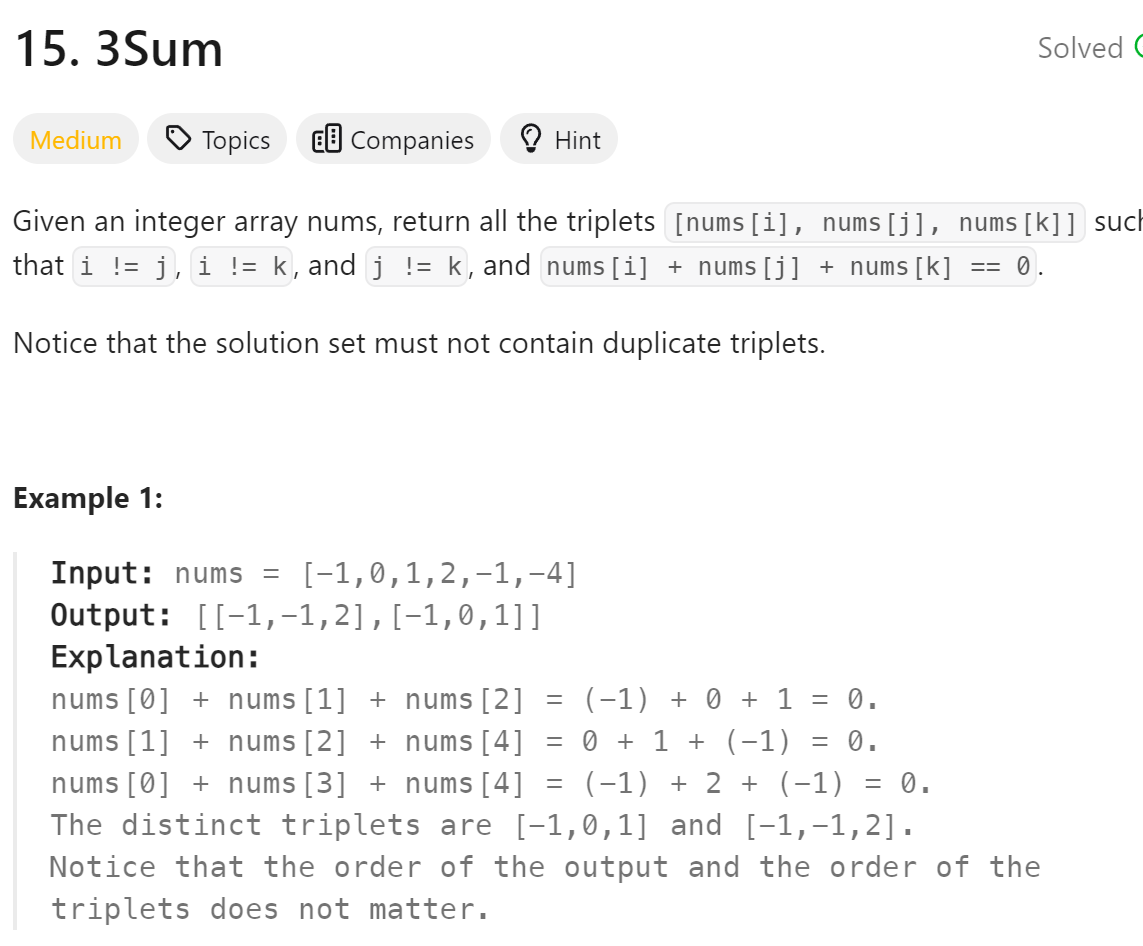 15. 3Sum
Solved
Medium Topics Companies Hint
Given an integer array nums, return all the triplets [nums[i], nums[j], nums[k]] such
that i != j, i != k, and j != k, and nums[i] + nums[j] + nums[k] == 0.
Notice that the solution set must not contain duplicate triplets.
Example 1:
Input: nums = [-1,0,1,2,-1,-4]
Output: [[-1,-1,2],[-1,0,1]]
Explanation:
nums[0] + nums[1] + nums[2] = (-1) + 0 + 1 = 0.
nums[1] + nums[2] + nums[4] = 0 + 1 + (-1) = 0.
nums[0] + nums[3] + nums[4] = (-1) + 2 + (-1) = 0.
The distinct triplets are [-1,0,1] and [-1,-1,2].
Notice that the order of the output and the order of the
triplets does not matter.